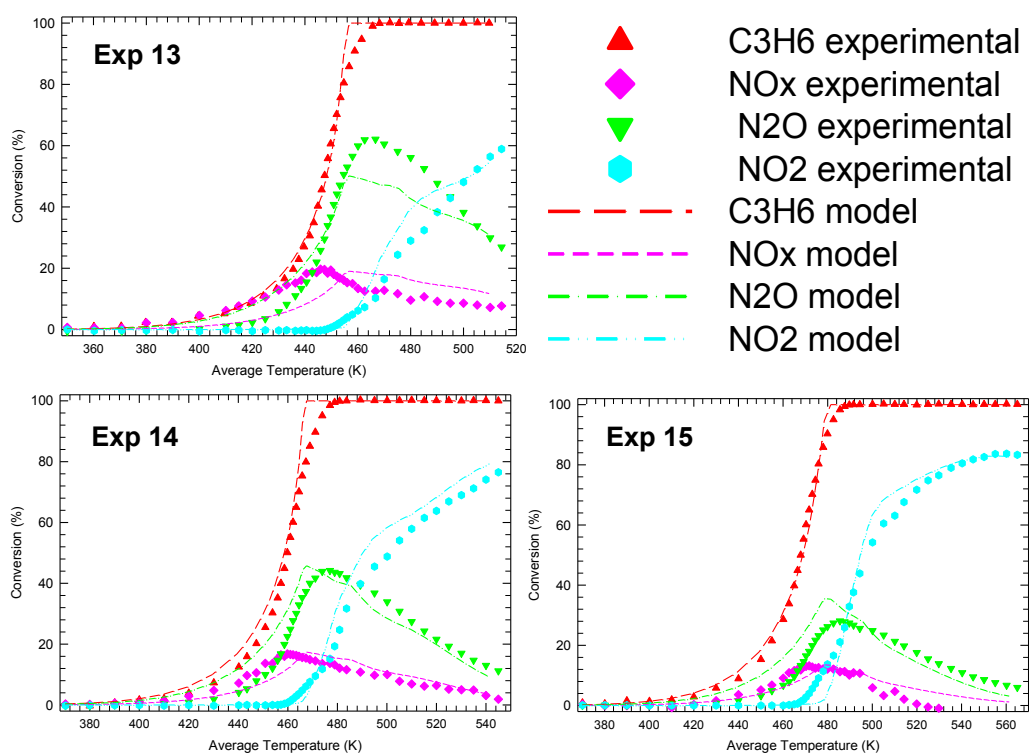 Exp 13
Conversion (%)
100
80
60
40
20
0
360 380 400 420 440 460 480 500 520
Average Temperature (K)
C3H6 experimental
NOx experimental
N2O experimental
NO2 experimental
C3H6 model
NOx model
N2O model
NO2 model
Exp 14
Conversion (%)
100
80
60
40
20
0
380 400 420 440 460 480 500 520 540
Average Temperature (K)
Exp 15
Conversion (%)
100
80
60
40
20
0
380 400 420 440 460 480 500 520 540 560
Average Temperature (K)